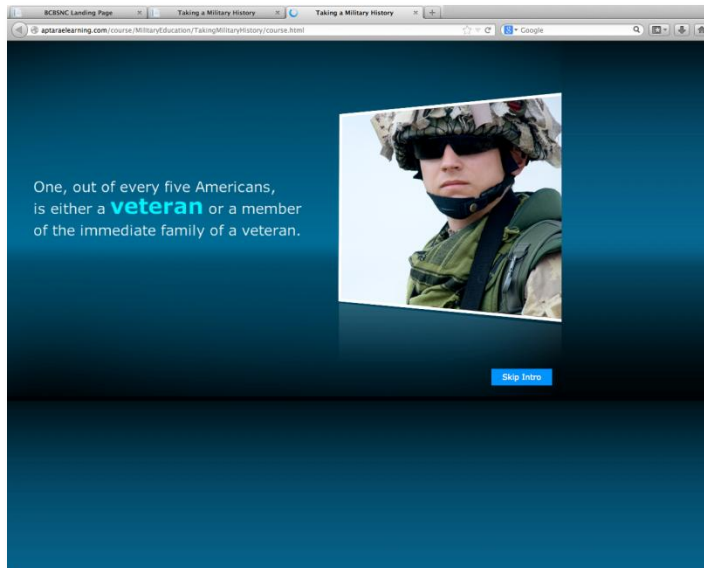 BCBSNC Landing Page
Taking a Military History
Taking a Military History
aptaraelearning.com/course/MilitaryEducation/TakingMilitaryHistory/course.html
Google
One, out of every five Americans,
is either a veteran or a member
of the immediate family of a veteran.
Skip Intro